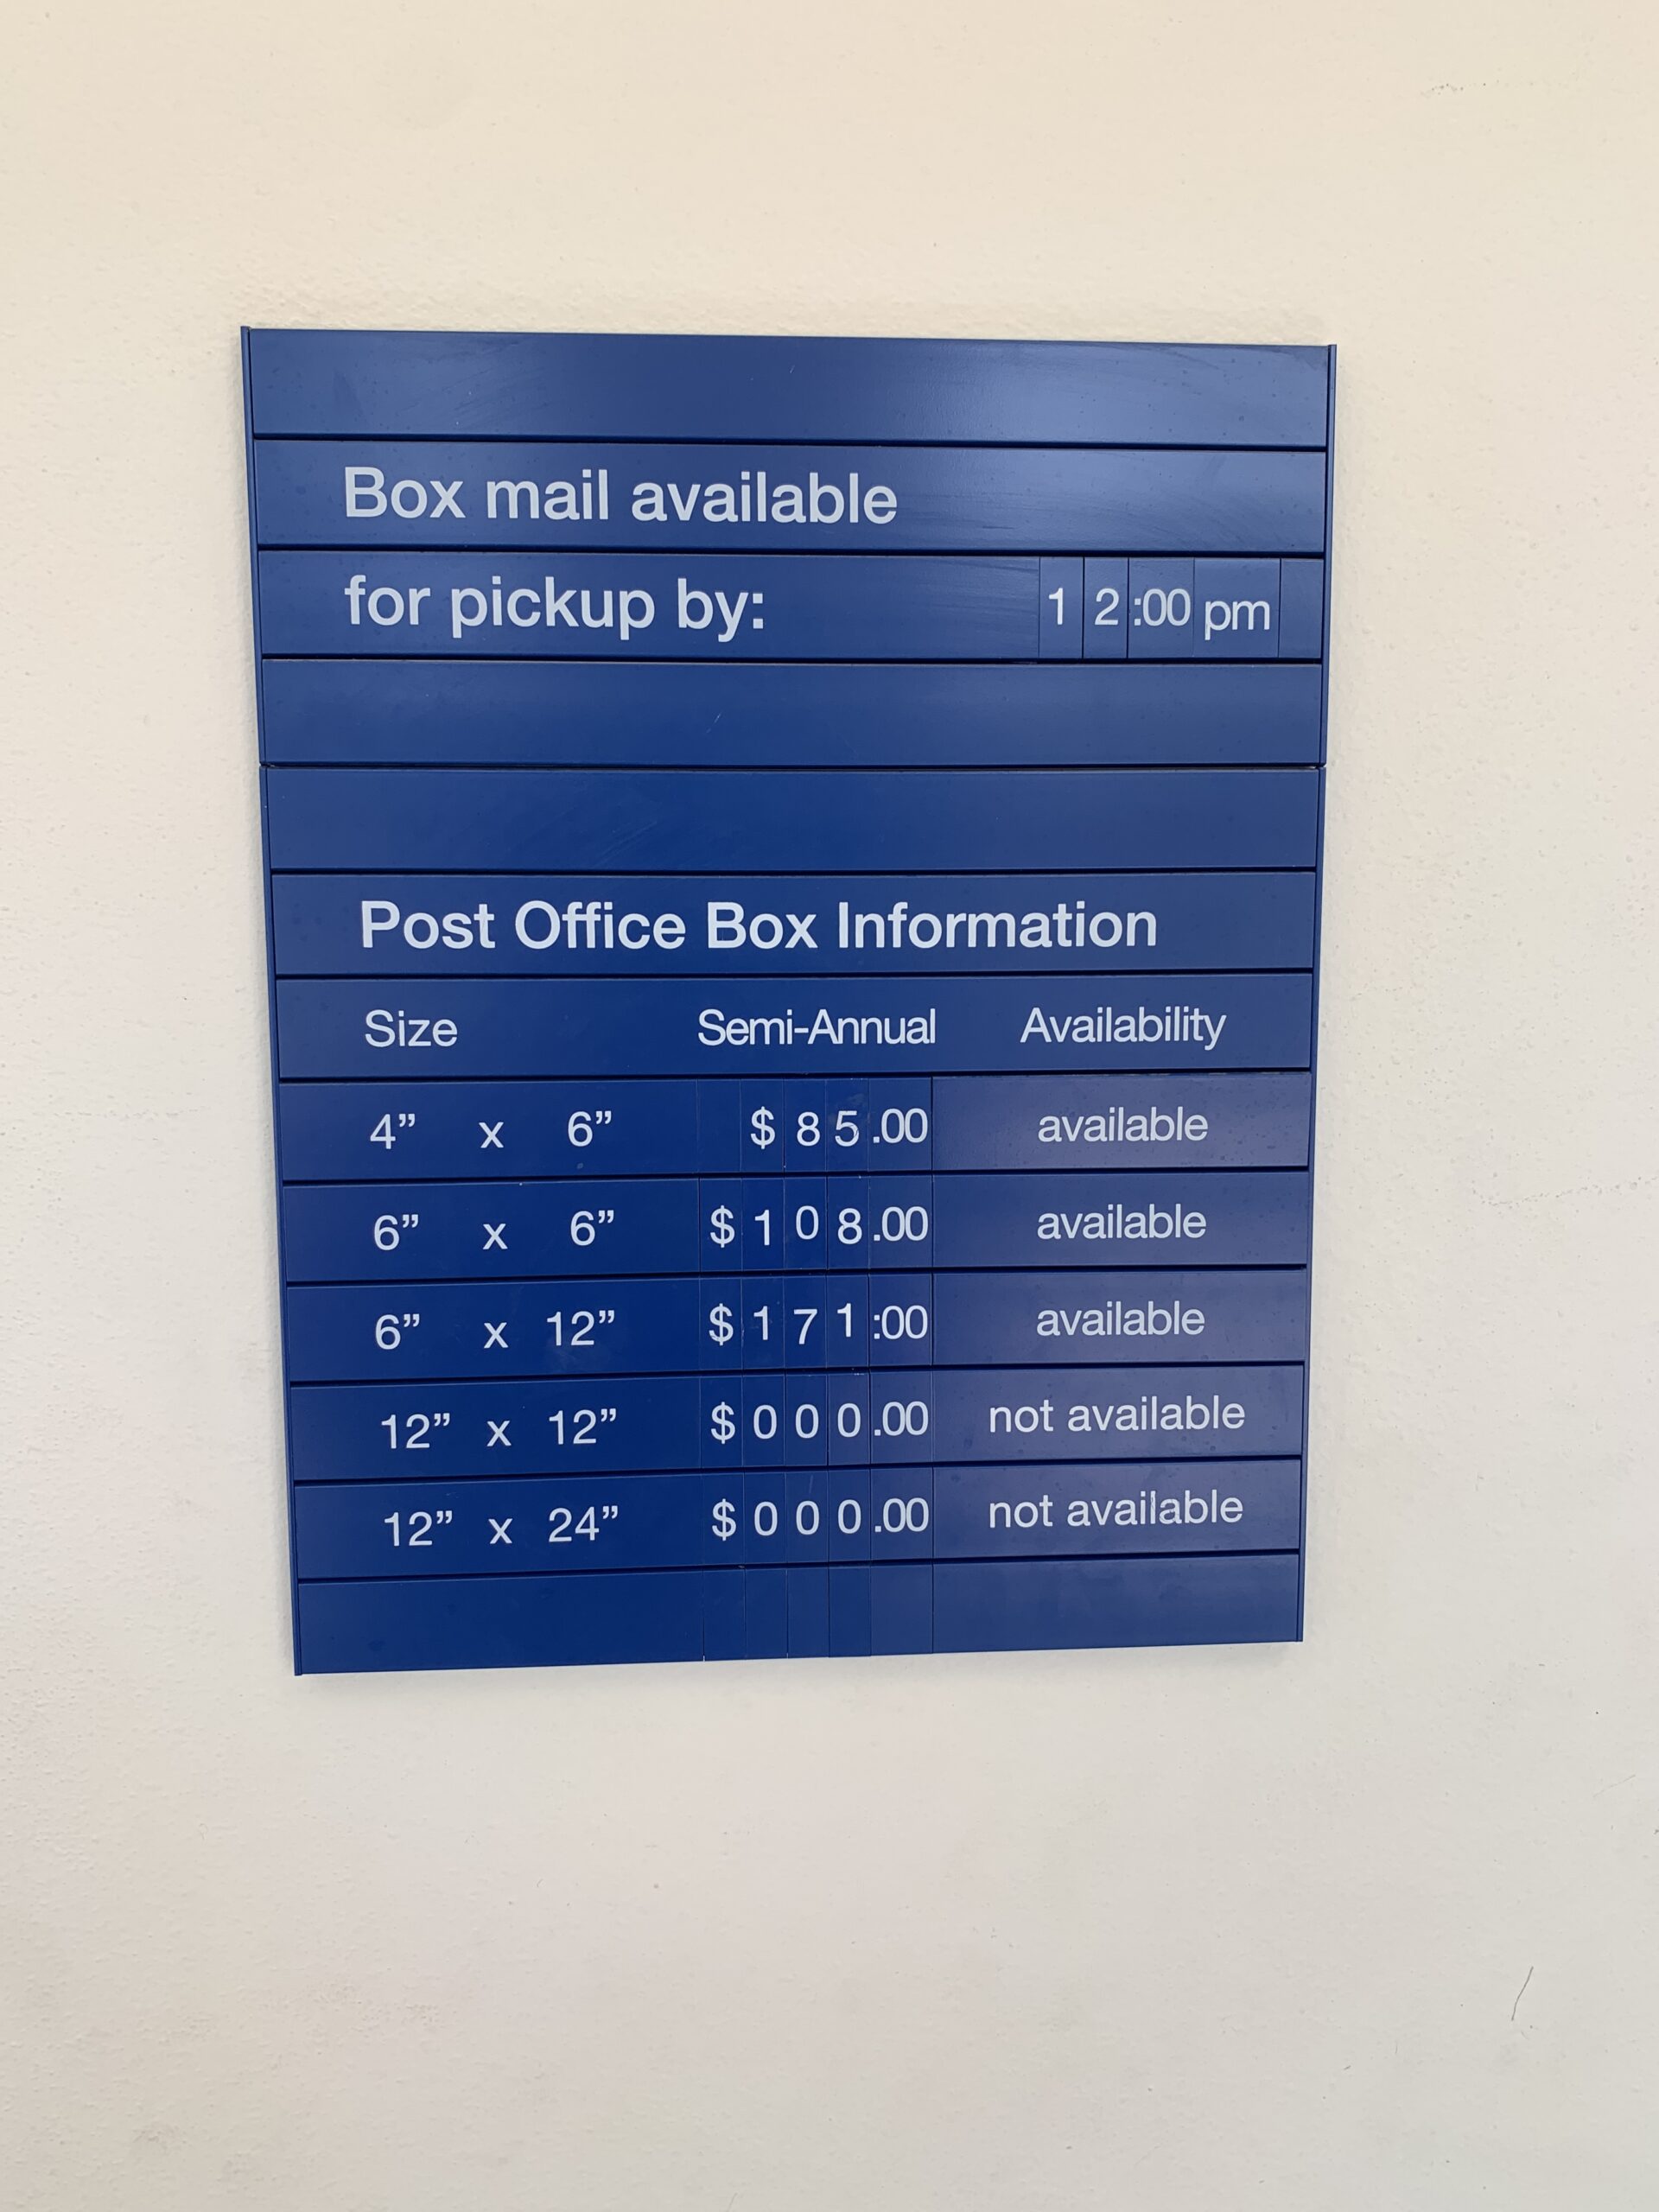 Box mail available
for pickup by: 12:00 pm
Post Office Box Information
Size Semi-Annual Availability
4” x 6” $85.00 available
6” x 6” $108.00 available
6” x 12” $171:00 available
12” x 12” $000.00 not available
12” x 24” $000.00 not available